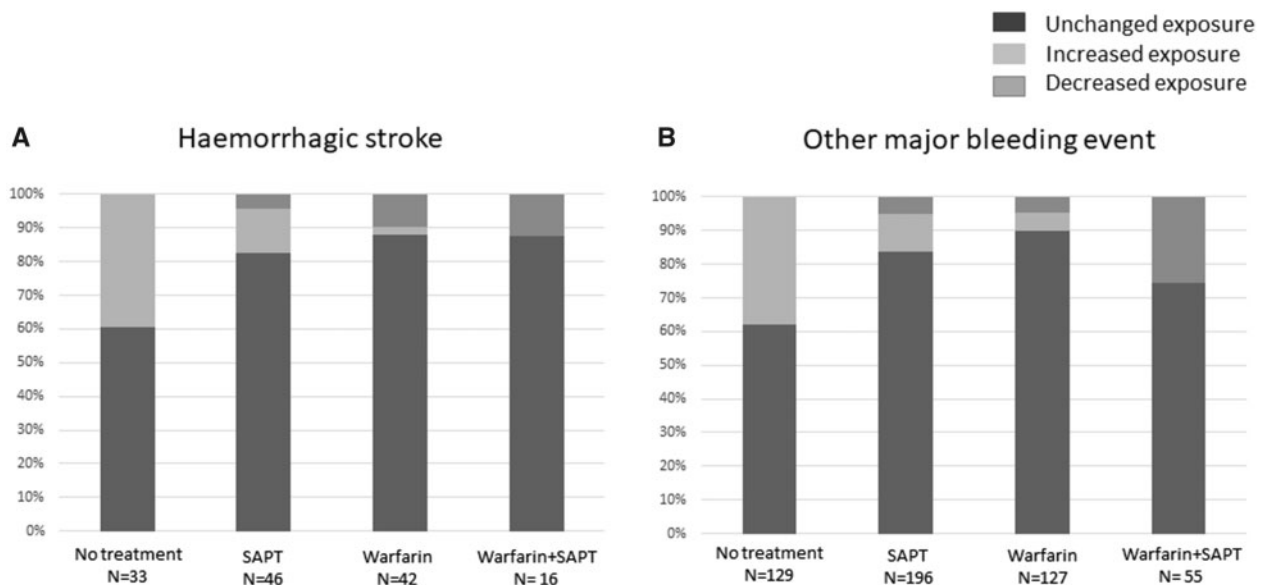 Unchanged exposure
Increased exposure
Decreased exposure
A
Haemorrhagic stroke
100%
90%
80%
70%
60%
50%
40%
30%
20%
10%
0%
No treatment
N=33
SAPT
N=46
Warfarin
N=42
Warfarin+SAPT
N= 16
B
Other major bleeding event
100%
90%
80%
70%
60%
50%
40%
30%
20%
10%
0%
No treatment
N=129
SAPT
N=196
Warfarin
N=127
Warfarin+SAPT
N= 55